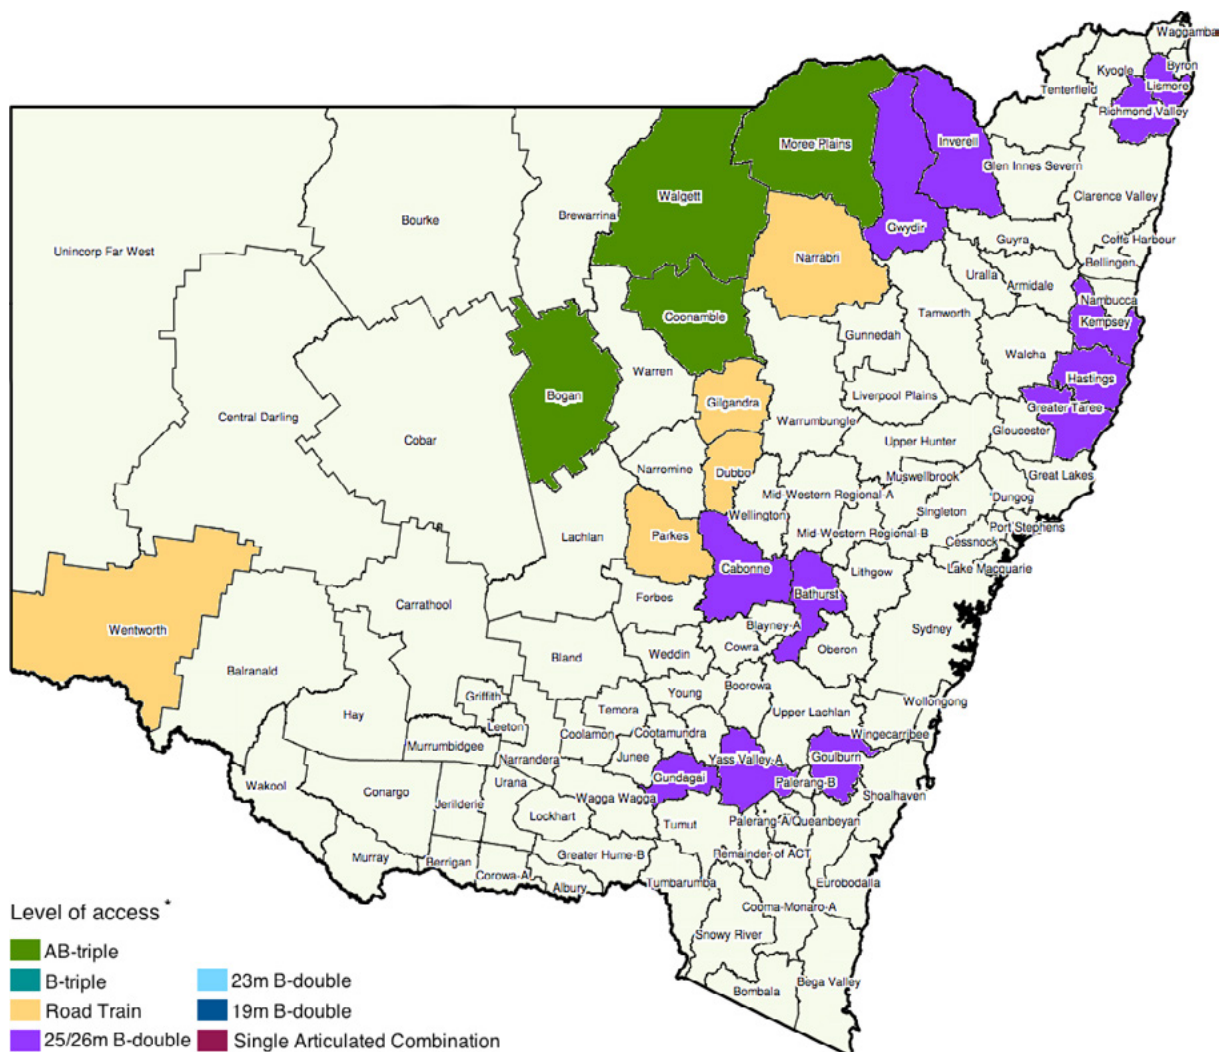 Waggamba
Kyogle
Byron
Tenterfield
Lismore
Richmond Valley
Moree Plains
Inverell
Glen Innes Severn
Walgett
Clarence Valley
Bourke
Brewarrina
Gwydir
Guyra
Coffs Harbour
Unincorp Far West
Narrabri
Bellingen
Uralla
Armidale
Nambucca
Coonamble
Tamworth
Kempsey
Gunnedah
Walcha
Warren
Hastings
Bogan
Gilgandra
Liverpool Plains
Greater Taree
Central Darling
Warrumbungle
Cobar
Upper Hunter
Gloucester
Narromine
Dubbo
Muswellbrook
Great Lakes
Mid-Western Regional-A
Dungog
Wellington
Singleton
Port Stephens
Lachlan
Parkes
Mid-Western Regional-B
Cessnock
Cabonne
Lithgow
Lake Macquarie
Bathurst
Forbes
Carrathool
Blayney-A
Wentworth
Sydney
Cowra
Oberon
Weddin
Bland
Balranald
Young
Boorowa
Griffith
Wollongong
Temora
Upper Lachlan
Hay
Leeton
Coolamon
Cootamundra
Wingecarribee
Murrumbidgee
Narrandera
Junee
Yass Valley-A
Goulburn
Gundagai
Wakool
Urana
Palerang-B
Conargo
Wagga Wagga
Shoalhaven
Jerilderie
Lockhart
Tumut
Palerang-A/Queanbeyan
Murray
Berrigan
Greater Hume-B
Remainder of ACT
Corowa-A
Albury
Tumbarumba
Eurobodalla
Cooma-Monaro-A
Snowy River
Bombala
Bega Valley
Level of access *
AB-triple
B-triple
23m B-double
Road Train
19m B-double
25/26m B-double
Single Articulated Combination